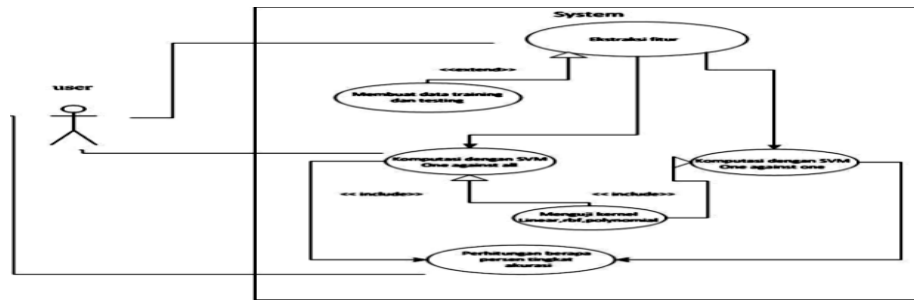 System
Ekstraksi fitur
<<extend>>
user
Membuat data training
dan testing
Komputasi dengan SVM
One against all
Komputasi dengan SVM
One against one
<< include>>
<< include>>
Menguji kernel
Linear,rbf,polynomial
Perhitungan berapa
persen tingkat
akurasi